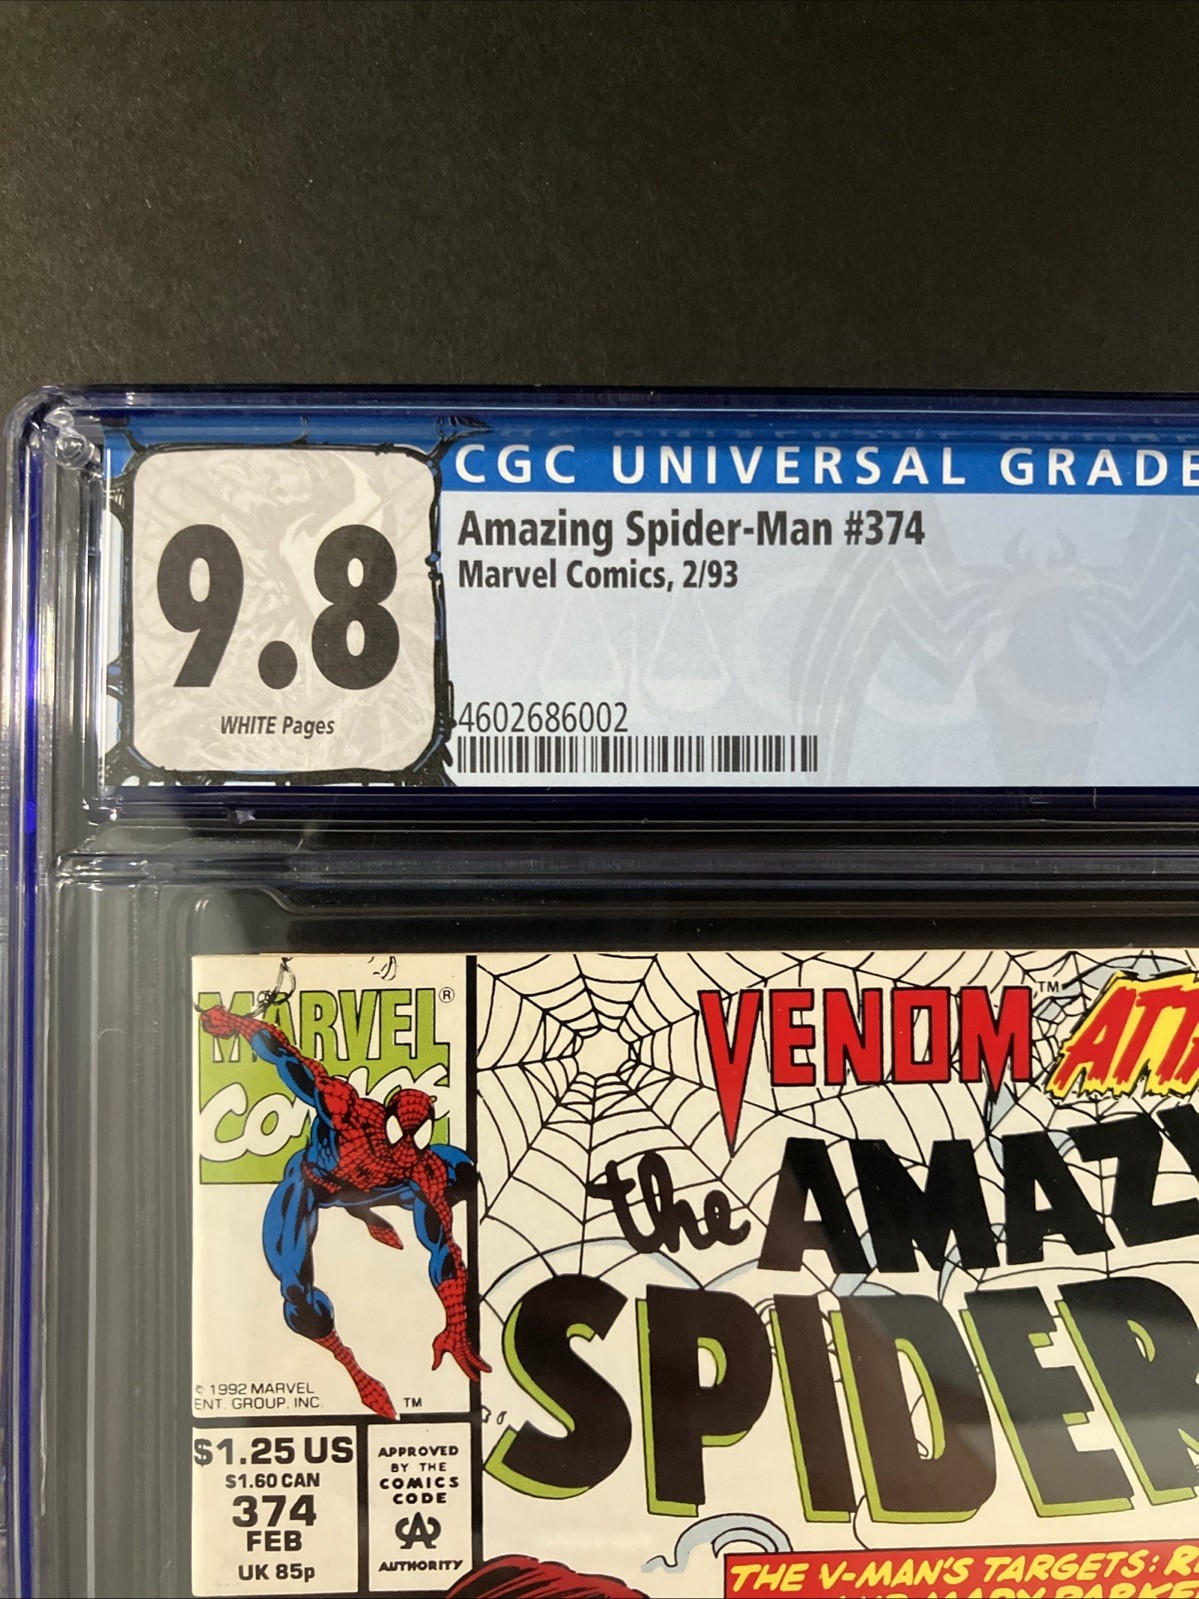 CGC UNIVERSAL GRADE
9.8
WHITE Pages
Amazing Spider-Man #374
Marvel Comics, 2/93
4602686002
MARVEL®
COMICS
© 1992 MARVEL
ENT. GROUP, INC.
TM
$1.25 US
$1.60 CAN
374
FEB
UK 85p
APPROVED
BY THE
COMICS
CODE
CA
AUTHORITY
VENOM™
the AMAZ
SPIDER
THE V-MAN'S TARGETS: